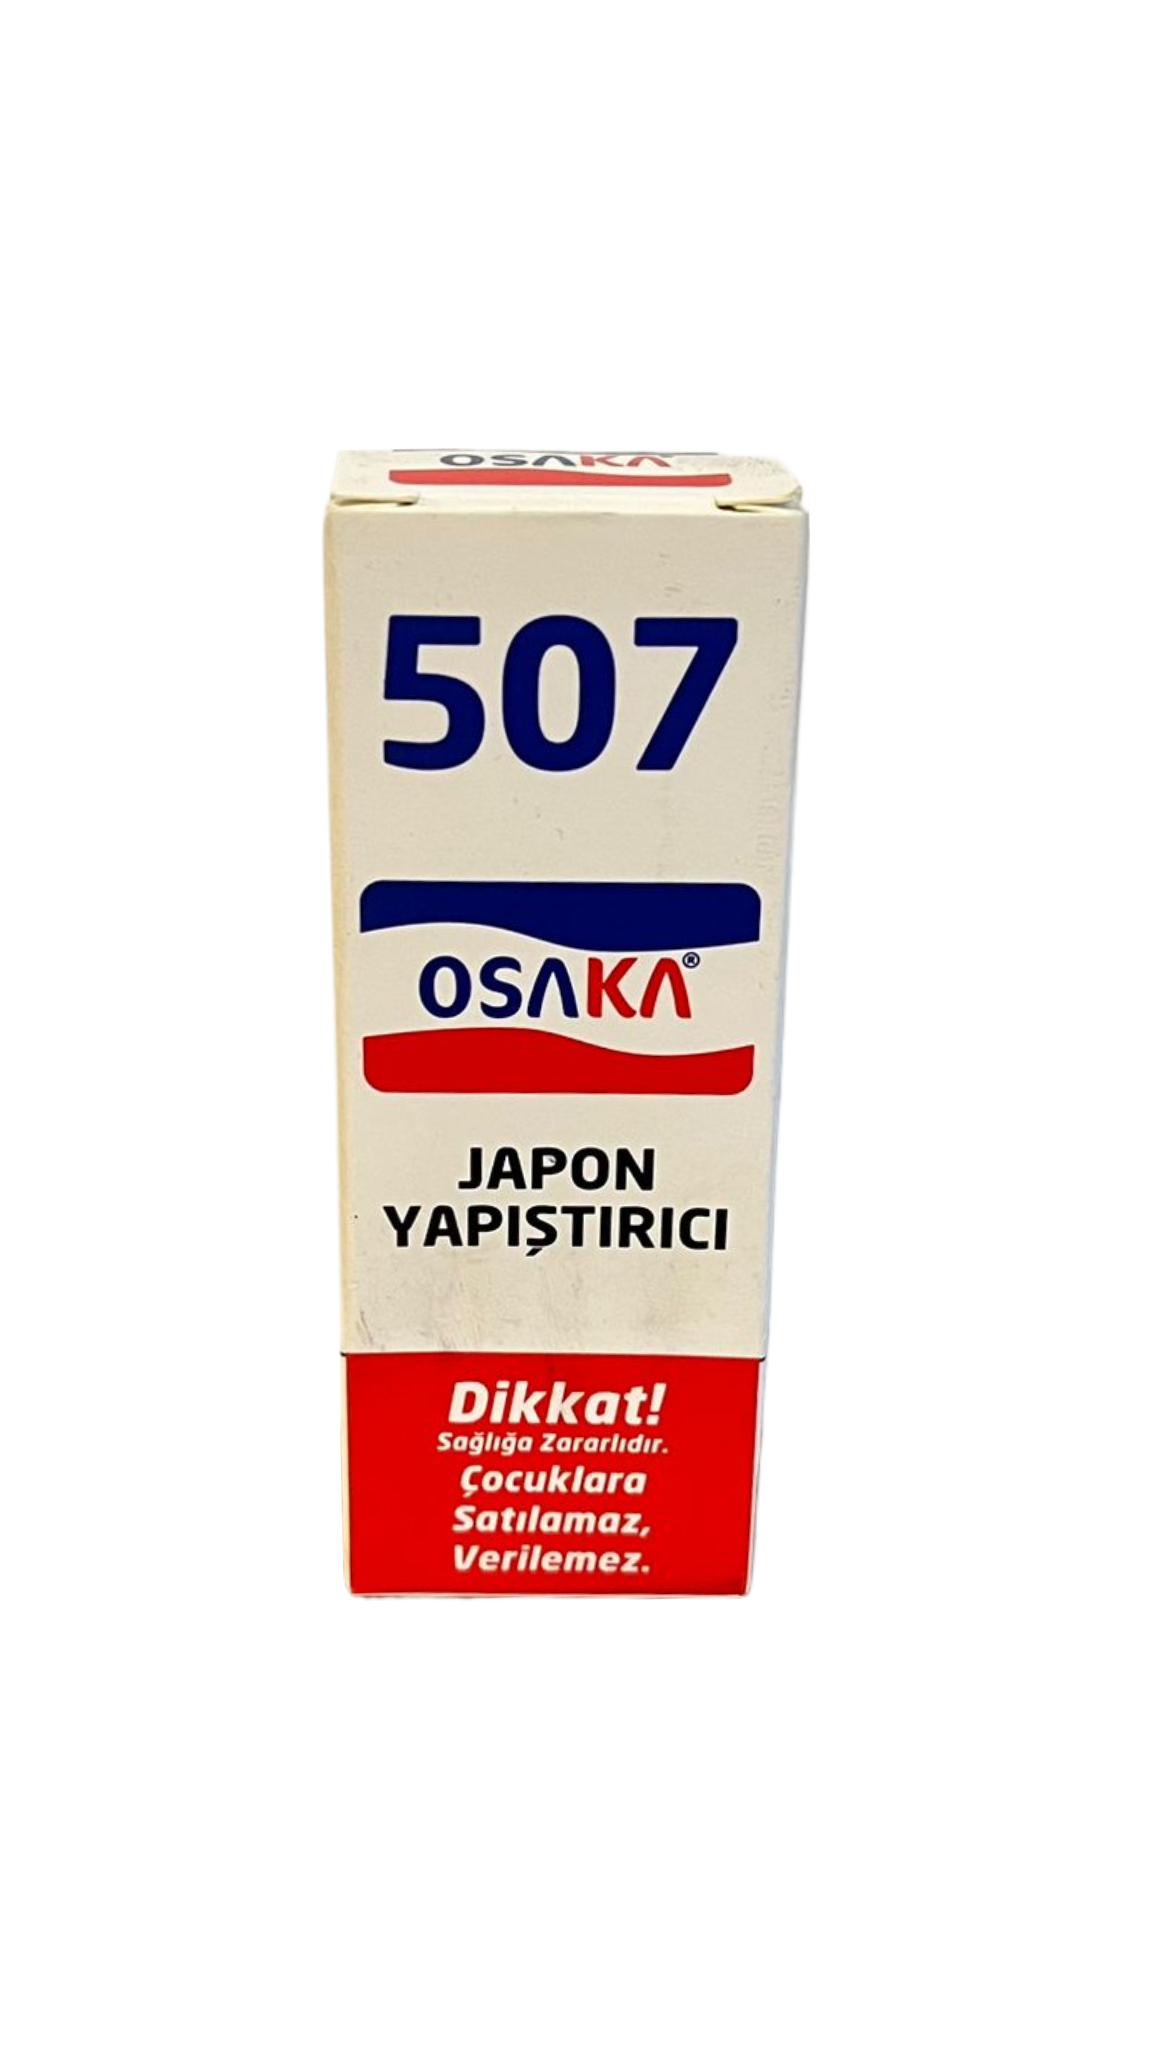 OSAKA
507
OSAKA®
JAPON
YAPIŞTIRICI
Dikkat!
Sağlığa Zararlıdır.
Çocuklara
Satılamaz,
Verilemez.